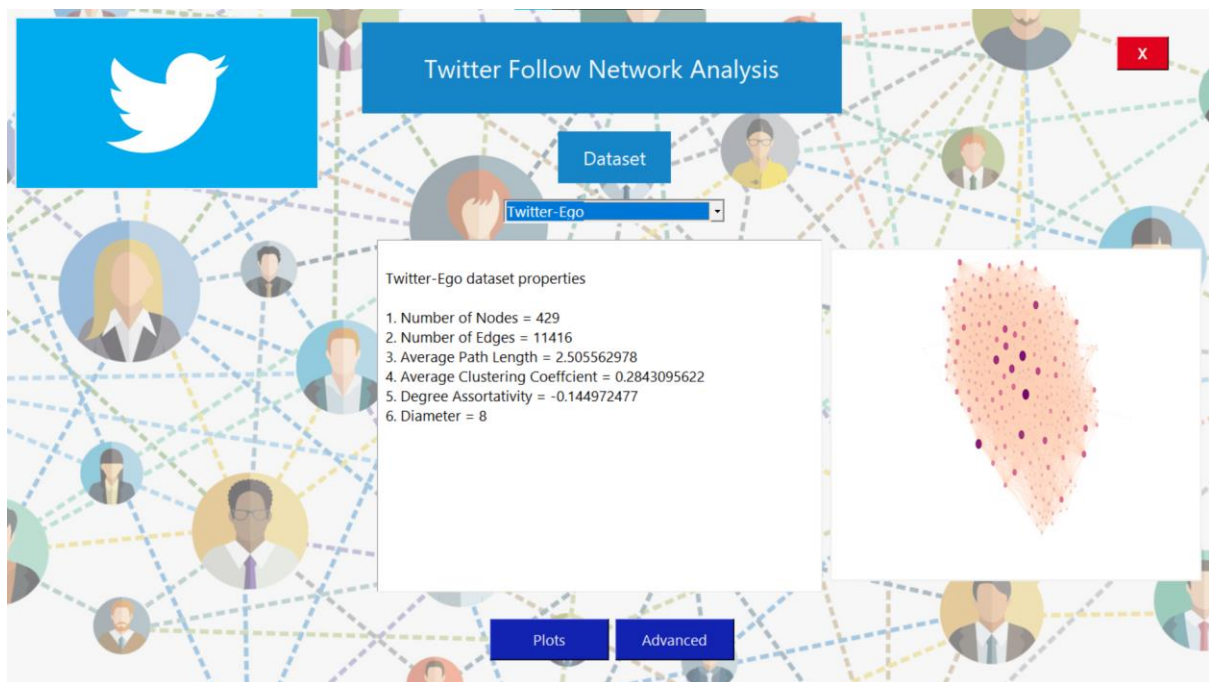 Twitter Follow Network Analysis
X
Dataset
Twitter-Ego
Twitter-Ego dataset properties
1. Number of Nodes = 429
2. Number of Edges = 11416
3. Average Path Length = 2.505562978
4. Average Clustering Coeffcient = 0.2843095622
5. Degree Assortativity = -0.144972477
6. Diameter = 8
Plots
Advanced